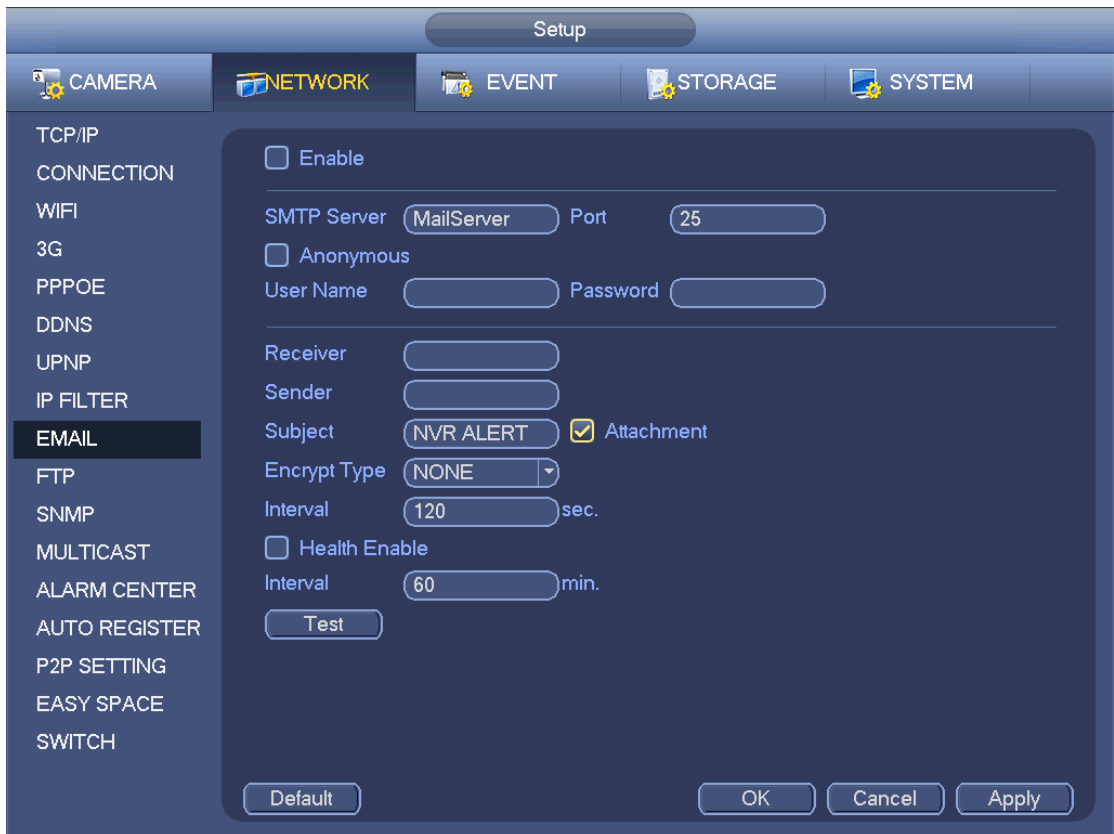 Setup
CAMERA NETWORK EVENT STORAGE SYSTEM
TCP/IP
CONNECTION
WIFI
3G
PPPOE
DDNS
UPNP
IP FILTER
EMAIL
FTP
SNMP
MULTICAST
ALARM CENTER
AUTO REGISTER
P2P SETTING
EASY SPACE
SWITCH
Enable
SMTP Server MailServer Port 25
Anonymous
User Name Password
Receiver
Sender
Subject NVR ALERT Attachment
Encrypt Type NONE
Interval 120 sec.
Health Enable
Interval 60 min.
Test
Default OK Cancel Apply